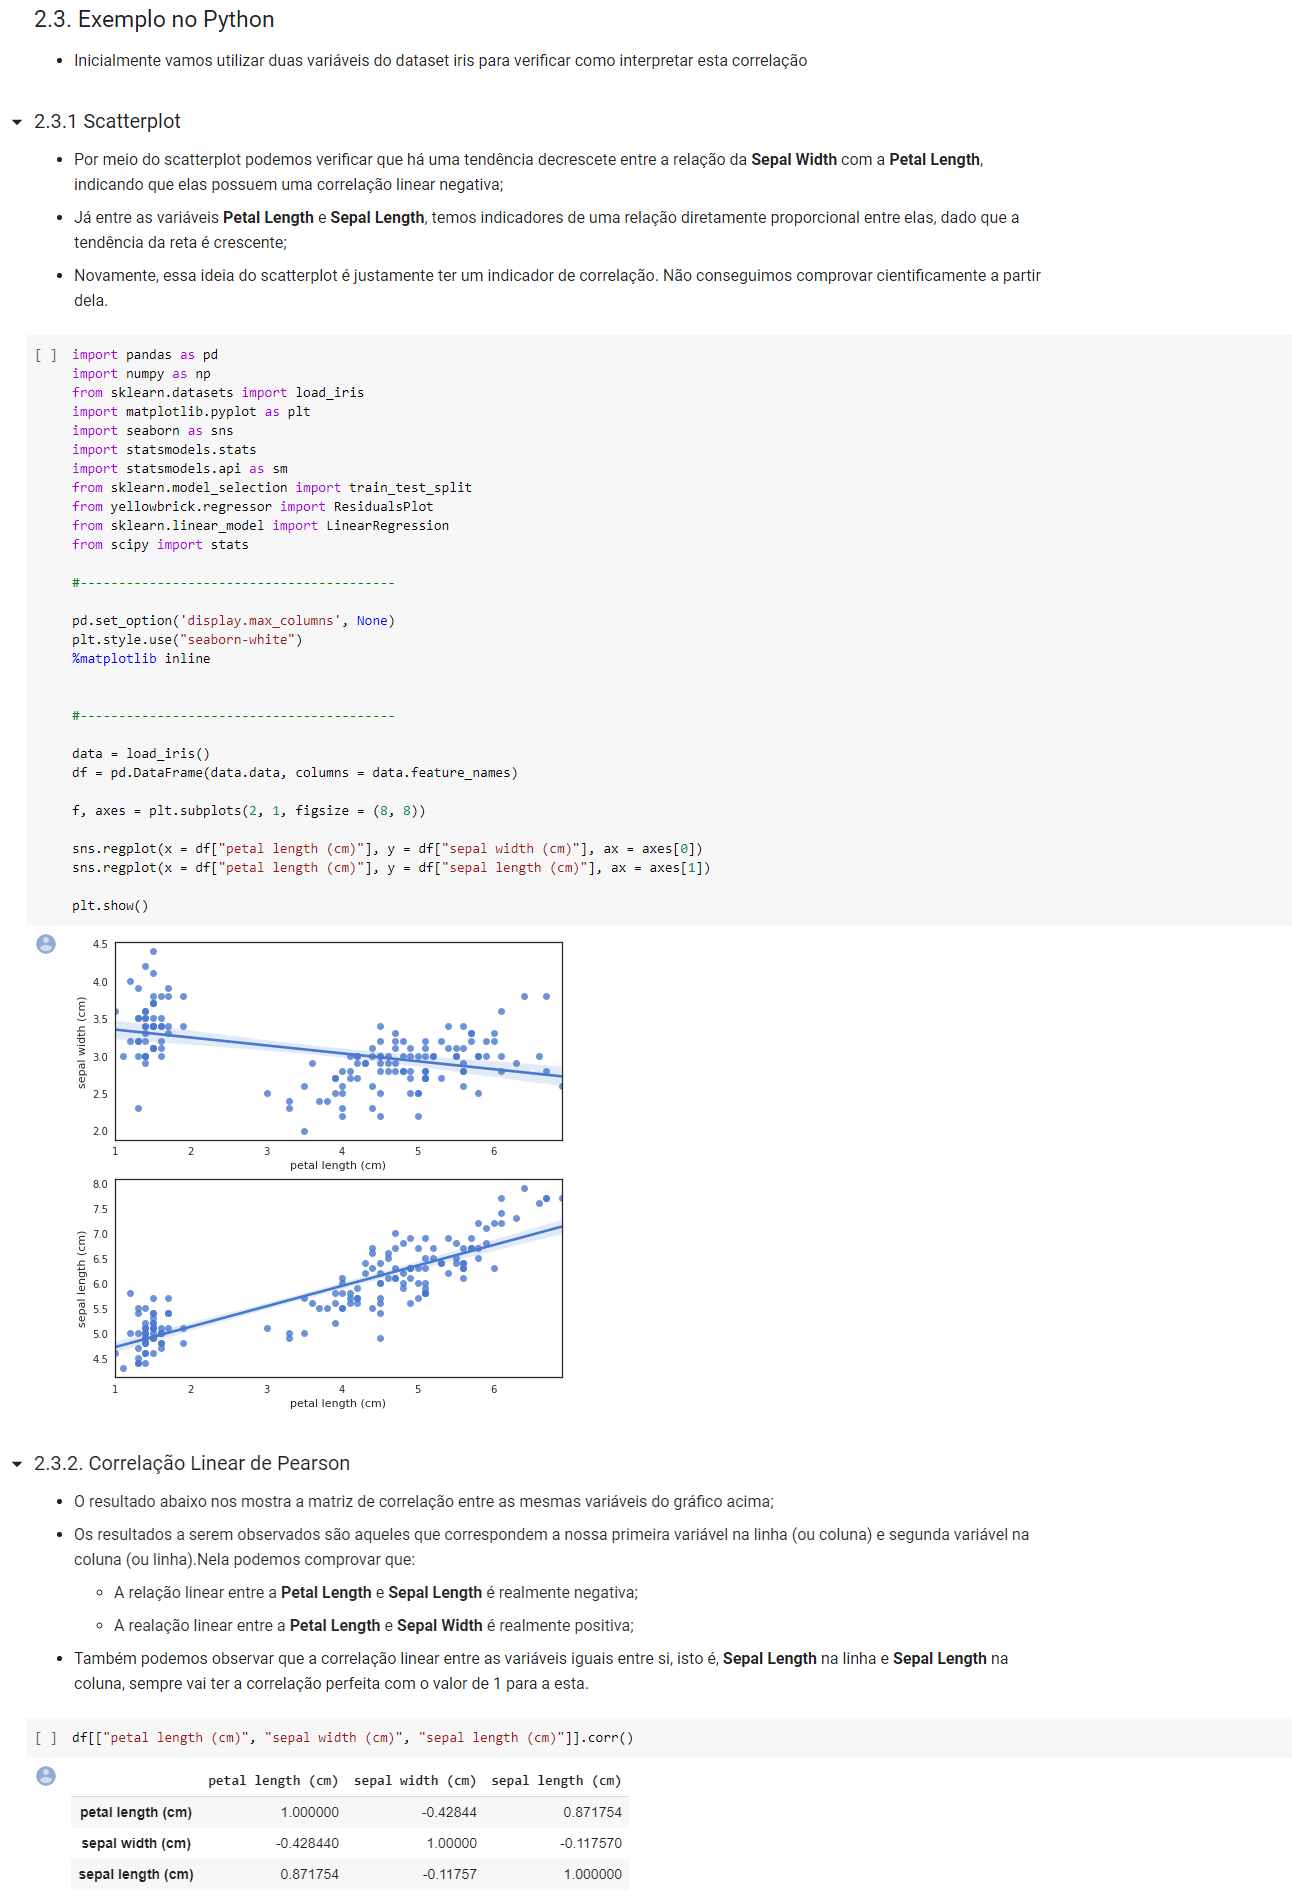 2.3. Exemplo no Python
• Inicialmente vamos utilizar duas variáveis do dataset iris para verificar como interpretar esta correlação
2.3.1 Scatterplot
• Por meio do scatterplot podemos verificar que há uma tendência decrescete entre a relação da Sepal Width com a Petal Length,
indicando que elas possuem uma correlação linear negativa;
• Já entre as variáveis Petal Length e Sepal Length, temos indicadores de uma relação diretamente proporcional entre elas, dado que a
tendência da reta é crescente;
• Novamente, essa ideia do scatterplot é justamente ter um indicador de correlação. Não conseguimos comprovar cientificamente a partir
dela.
[ ] import pandas as pd
import numpy as np
from sklearn.datasets import load_iris
import matplotlib.pyplot as plt
import seaborn as sns
import statsmodels.stats
import statsmodels.api as sm
from sklearn.model_selection import train_test_split
from yellowbrick.regressor import ResidualsPlot
from sklearn.linear_model import LinearRegression
from scipy import stats
#-----------------------------------------
pd.set_option('display.max_columns', None)
plt.style.use("seaborn-white")
%matplotlib inline
#-----------------------------------------
data = load_iris()
df = pd.DataFrame(data.data, columns = data.feature_names)
f, axes = plt.subplots(2, 1, figsize = (8, 8))
sns.regplot(x = df["petal length (cm)"], y = df["sepal width (cm)"], ax = axes[0])
sns.regplot(x = df["petal length (cm)"], y = df["sepal length (cm)"], ax = axes[1])
plt.show()
sepal width (cm)
4.5
4.0
3.5
3.0
2.5
2.0
1 2 3 4 5 6
petal length (cm)
sepal length (cm)
8.0
7.5
7.0
6.5
6.0
5.5
5.0
4.5
1 2 3 4 5 6
petal length (cm)
2.3.2. Correlação Linear de Pearson
• O resultado abaixo nos mostra a matriz de correlação entre as mesmas variáveis do gráfico acima;
• Os resultados a serem observados são aqueles que correspondem a nossa primeira variável na linha (ou coluna) e segunda variável na
coluna (ou linha).Nela podemos comprovar que:
◦ A relação linear entre a Petal Length e Sepal Length é realmente negativa;
◦ A realação linear entre a Petal Length e Sepal Width é realmente positiva;
• Também podemos observar que a correlação linear entre as variáveis iguais entre si, isto é, Sepal Length na linha e Sepal Length na
coluna, sempre vai ter a correlação perfeita com o valor de 1 para a esta.
[ ] df[["petal length (cm)", "sepal width (cm)", "sepal length (cm)"]].corr()
petal length (cm) sepal width (cm) sepal length (cm)
petal length (cm) 1.000000 -0.42844 0.871754
sepal width (cm) -0.428440 1.00000 -0.117570
sepal length (cm) 0.871754 -0.11757 1.000000